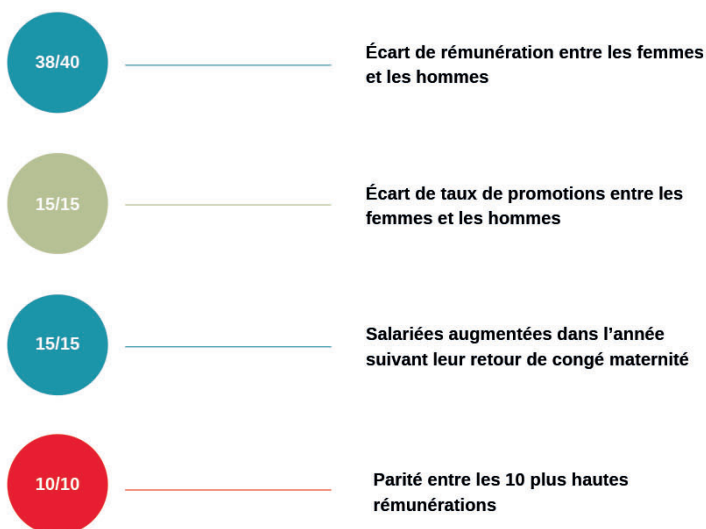 38/40
Écart de rémunération entre les femmes
et les hommes
15/15
Écart de taux de promotions entre les
femmes et les hommes
15/15
Salariées augmentées dans l’année
suivant leur retour de congé maternité
10/10
Parité entre les 10 plus hautes
rémunérations